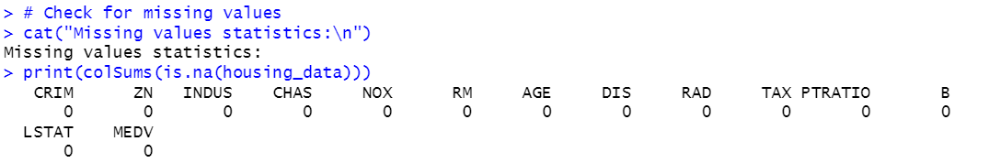 > # Check for missing values
> cat("Missing values statistics:\n")
Missing values statistics:
> print(colSums(is.na(housing_data)))
   CRIM      ZN   INDUS    CHAS     NOX      RM     AGE     DIS     RAD     TAX PTRATIO       B
      0       0       0       0       0       0       0       0       0       0       0       0
  LSTAT    MEDV
      0       0